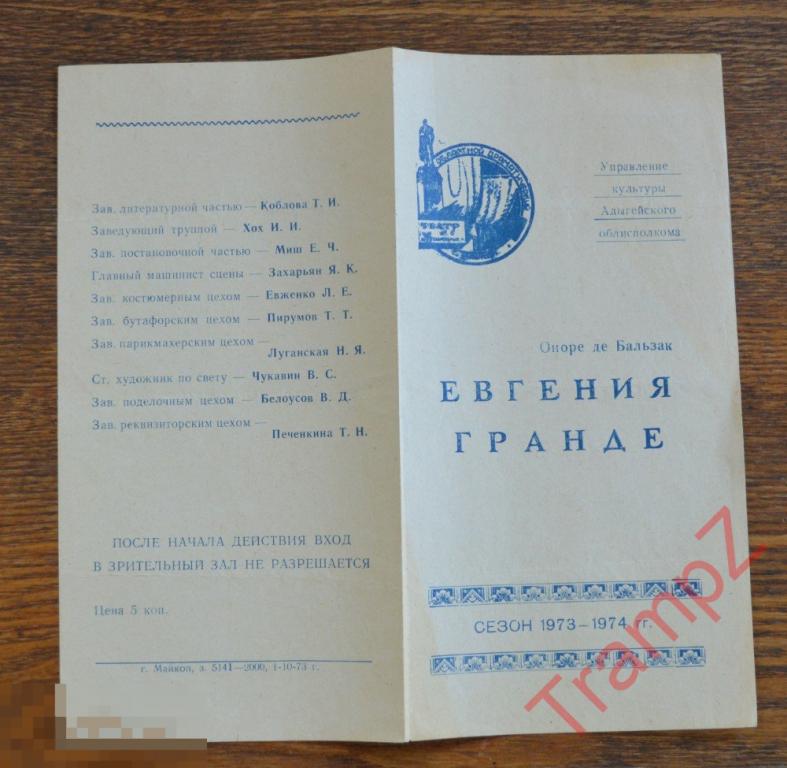 Зав. литературной частью — Коблова Т. И.
Заведующий труппой — Хох И. И.
Зав. постановочной частью — Миш Е. Ч.
Главный машинист сцены — Захарьян Я. К.
Зав. костюмерным цехом — Евженко Л. Е.
Зав. бутафорским цехом — Пирумов Т. Т.
Зав. парикмахерским цехом —
Луганская Н. Я.
Ст. художник по свету — Чукавин В. С.
Зав. поделочным цехом — Белоусов В. Д.
Зав. реквизиторским цехом —
Печенкина Т. Н.
ПОСЛЕ НАЧАЛА ДЕЙСТВИЯ ВХОД
В ЗРИТЕЛЬНЫЙ ЗАЛ НЕ РАЗРЕШАЕТСЯ
Цена 5 коп.
г. Майкоп, з. 5141—2000, 1-10-73 г.
ОБЛАСТНОЙ ДРАМАТИЧЕСКИЙ
ТЕАТР
Управление
культуры
Адыгейского
облисполкома
Оноре де Бальзак
ЕВГЕНИЯ
ГРАНДЕ
СЕЗОН 1973–1974 гг.
TrampZ